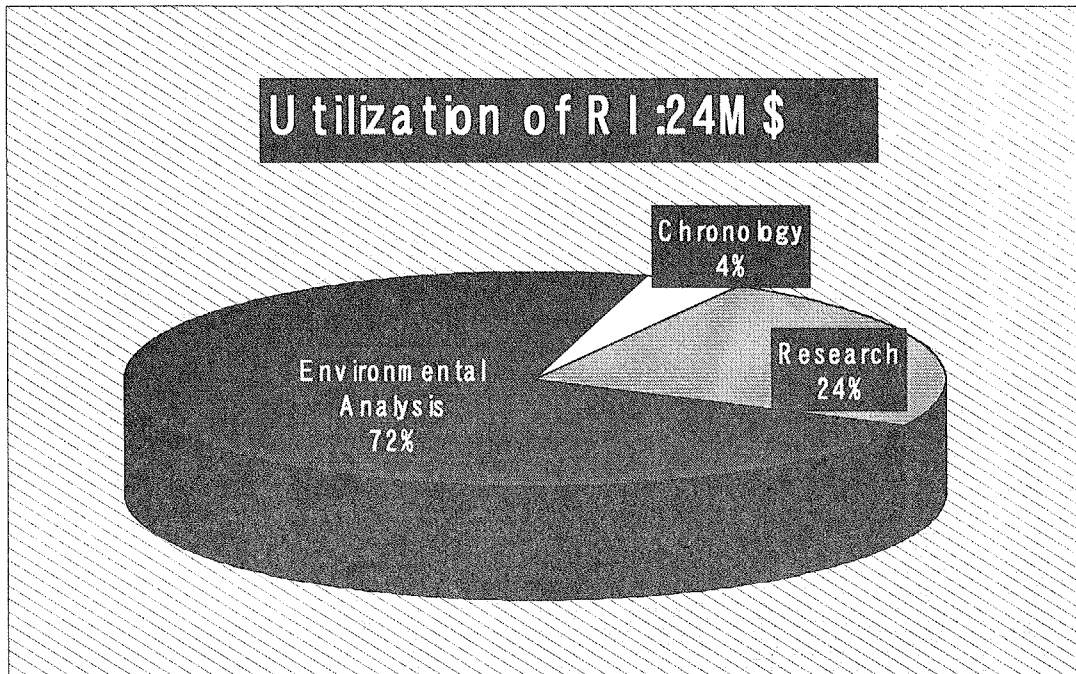 Utilization of RI:24M$
Chronology
4%
Research
24%
Environmental
Analysis
72%